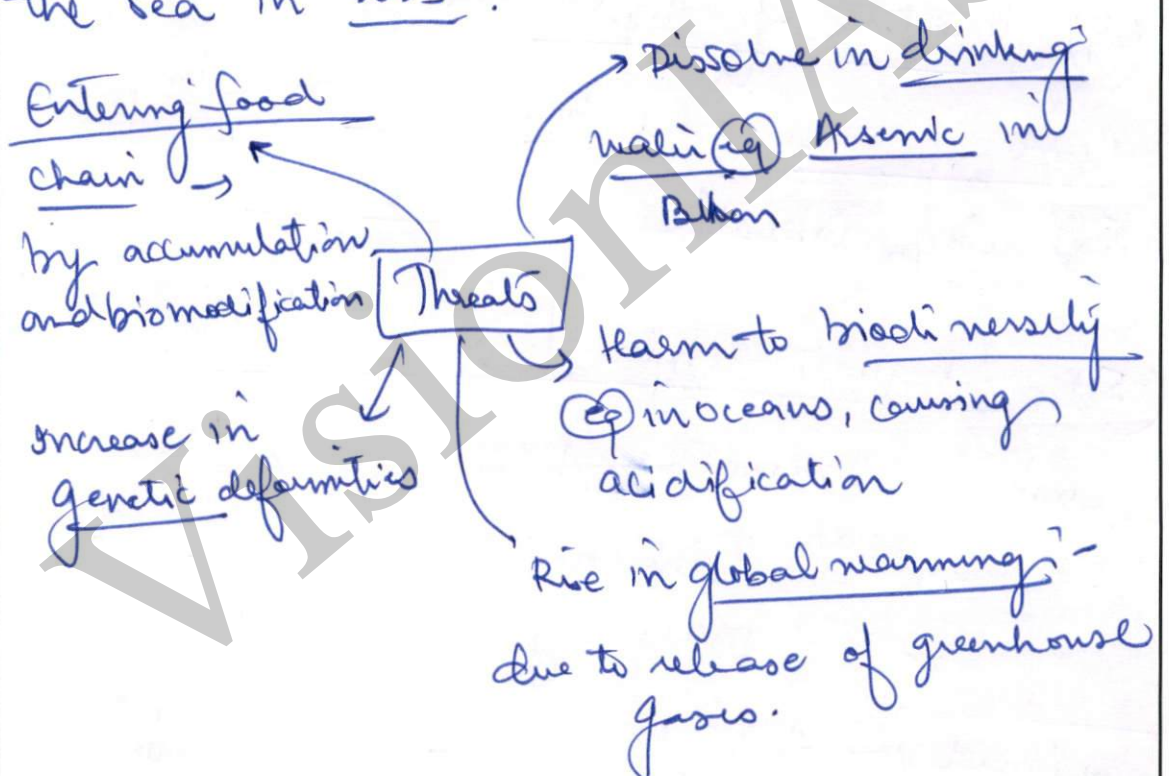 the sea in
Entering food
chain →
by accumulation
and biomodification
Threats
Dissolve in drinking
water eg Arsenic in
Harm to biodiversity
eg in oceans, causing
acidification
increase in
genetic deformities
Rise in global warming :-
due to release of greenhouse
gases.
VisionIAS